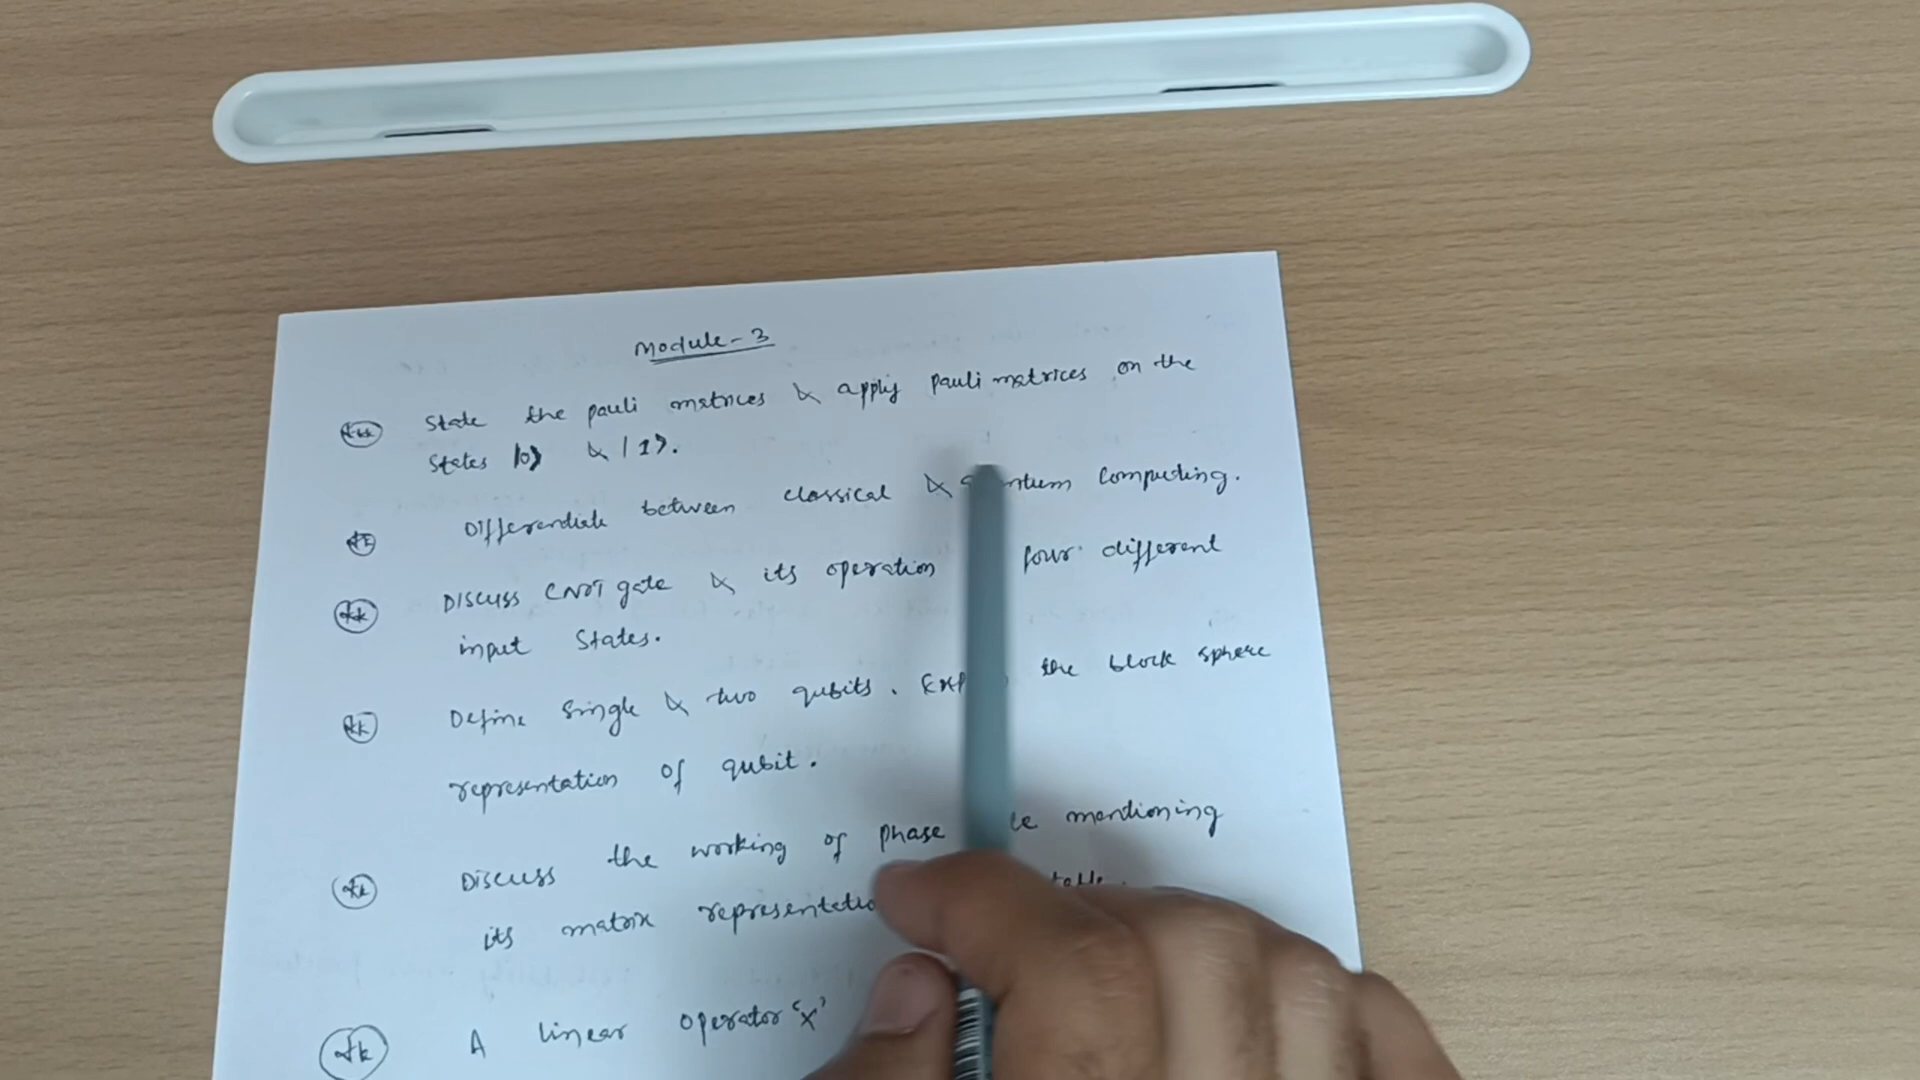 Module-3
State the pauli matrices & apply pauli matrices on the
states |0> & |1>.
Differentiate between classical & computing.
Discuss CNOT gate & its operation four different
input states.
Define single & two qubits. the block sphere
representation of qubit.
Discuss the working of phase mentioning
its matrix
A linear operator 'X'